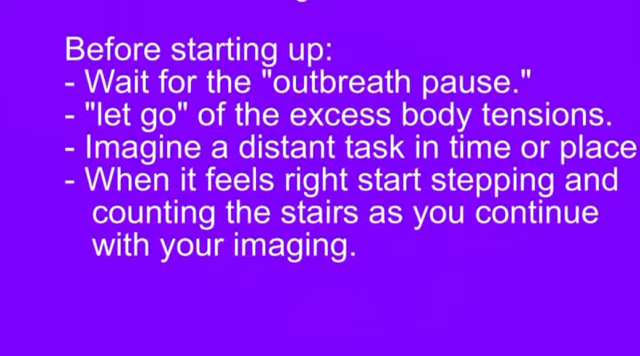 Before starting up:
- Wait for the "outbreath pause."
- "let go" of the excess body tensions.
- Imagine a distant task in time or place
- When it feels right start stepping and
counting the stairs as you continue
with your imaging.